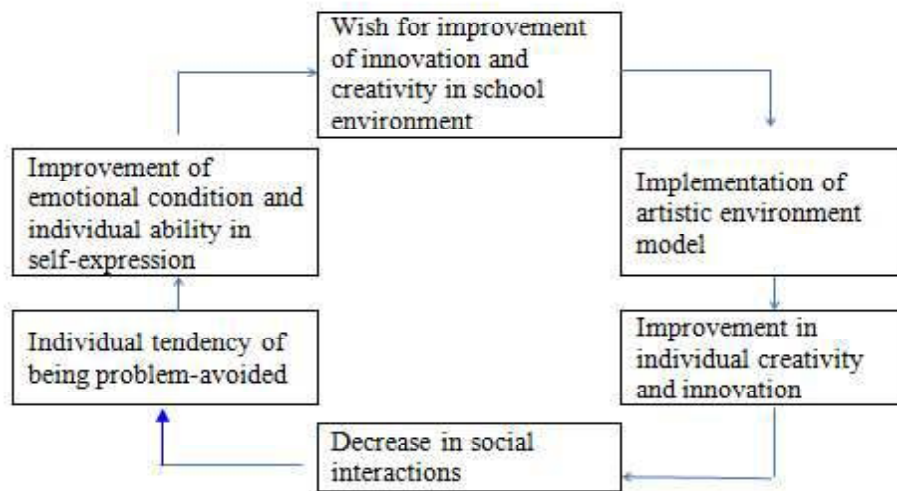 Wish for improvement
of innovation and
creativity in school
environment
Implementation of
artistic environment
model
Improvement in
individual creativity
and innovation
Decrease in social
interactions
Individual tendency of
being problem-avoided
Improvement of
emotional condition and
individual ability in
self-expression